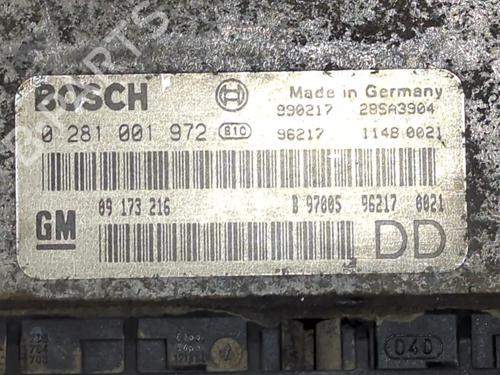 BOSCH Made in Germany
990217 28SA3904
0 281 001 972 B10 96217 1148 0021
GM 09 173 216 B 97005 96217 0021
DD
04D